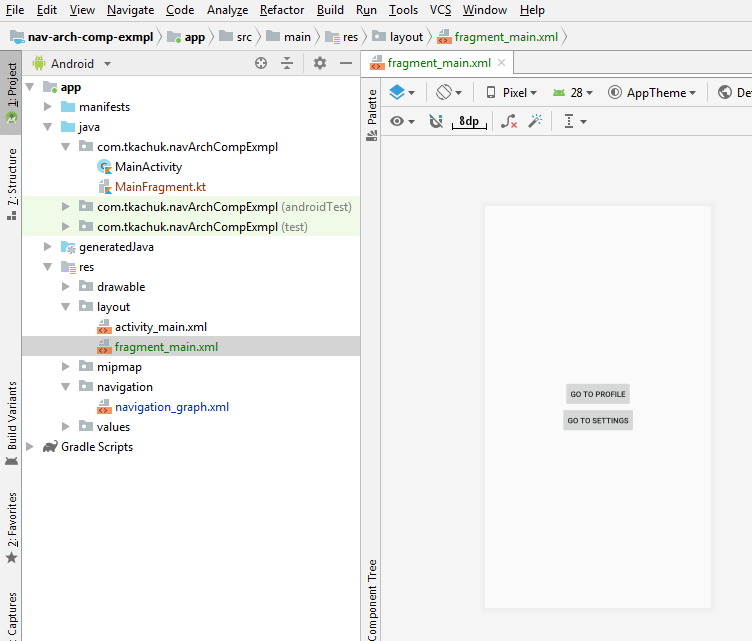 File Edit View Navigate Code Analyze Refactor Build Run Tools VCS Window Help
nav-arch-comp-exmpl app src main res layout fragment_main.xml
1: Project
Z: Structure
Build Variants
2: Favorites
Captures
Android
app
manifests
java
com.tkachuk.navArchCompExmpl
MainActivity
MainFragment.kt
com.tkachuk.navArchCompExmpl (androidTest)
com.tkachuk.navArchCompExmpl (test)
generatedJava
res
drawable
layout
activity_main.xml
fragment_main.xml
mipmap
navigation
navigation_graph.xml
values
Gradle Scripts
fragment_main.xml
Palette
Component Tree
Pixel 28 AppTheme De
8dp
GO TO PROFILE
GO TO SETTINGS